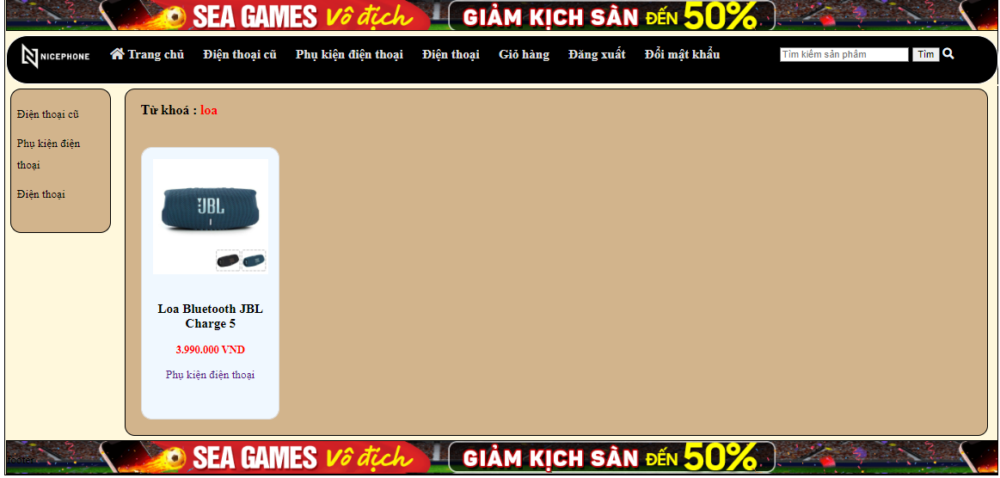 SEA GAMES Vô địch GIẢM KỊCH SÀN ĐẾN 50%
NICEPHONE Trang chủ Điện thoại cũ Phụ kiện điện thoại Điện thoại Giỏ hàng Đăng xuất Đổi mật khẩu Tìm kiếm sản phẩm Tìm
Điện thoại cũ
Phụ kiện điện
thoại
Điện thoại
Từ khoá : loa
JBL
Loa Bluetooth JBL
Charge 5
3.990.000 VND
Phụ kiện điện thoại
SEA GAMES Vô địch GIẢM KỊCH SÀN ĐẾN 50%
footer